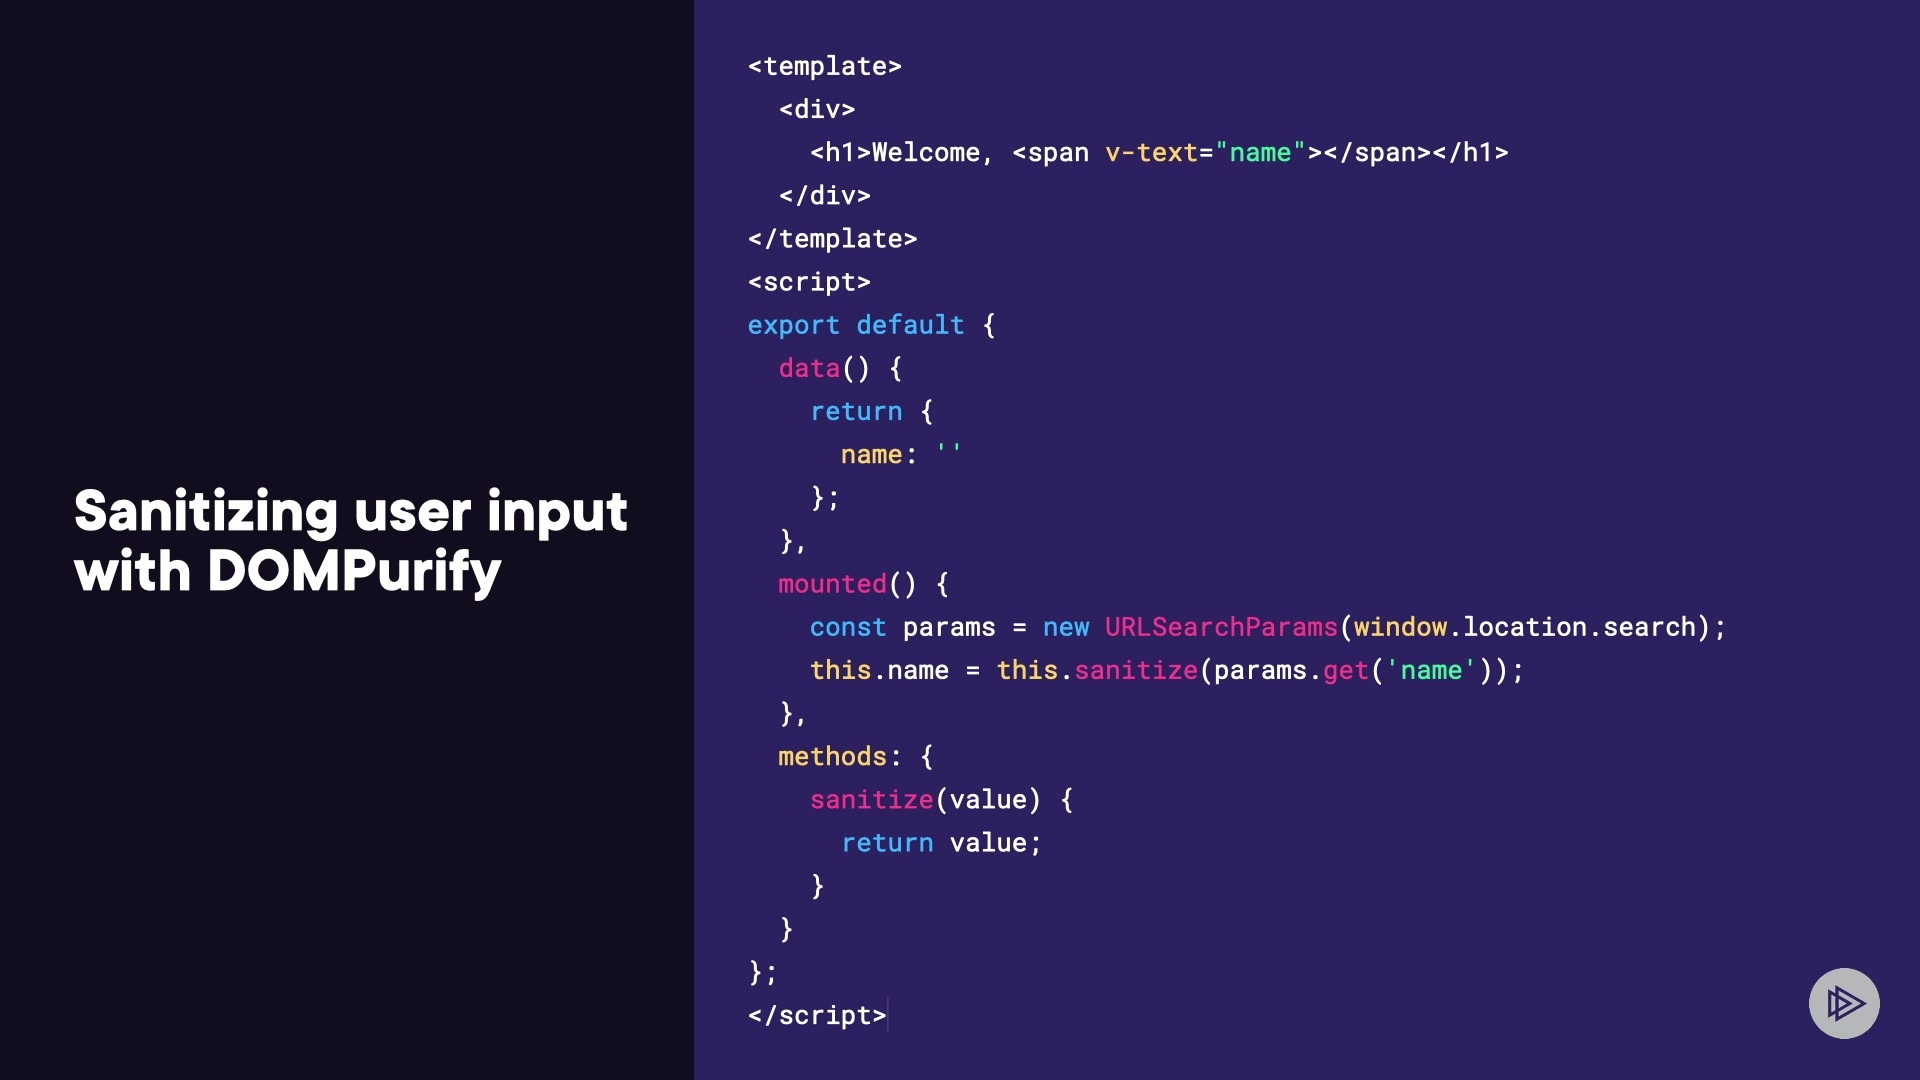 Sanitizing user input
with DOMPurify
<template>
  <div>
    <h1>Welcome, <span v-text="name"></span></h1>
  </div>
</template>
<script>
export default {
  data() {
    return {
      name: ''
    };
  },
  mounted() {
    const params = new URLSearchParams(window.location.search);
    this.name = this.sanitize(params.get('name'));
  },
  methods: {
    sanitize(value) {
      return value;
    }
  }
};
</script>